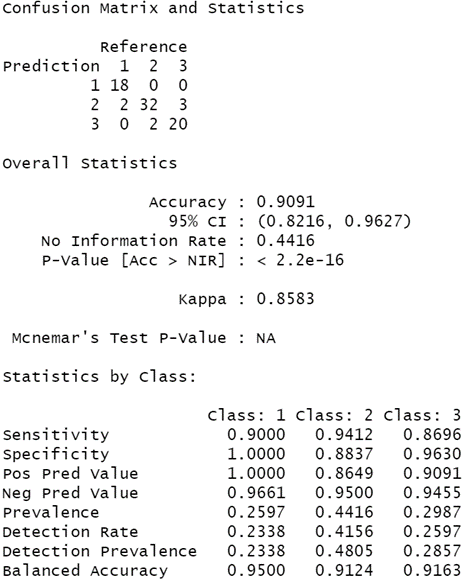 Confusion Matrix and Statistics
Reference
Prediction 1 2 3
1 18 0 0
2 2 32 3
3 0 2 20
Overall Statistics
Accuracy : 0.9091
95% CI : (0.8216, 0.9627)
No Information Rate : 0.4416
P-Value [Acc > NIR] : < 2.2e-16
Kappa : 0.8583
Mcnemar's Test P-Value : NA
Statistics by Class:
Class: 1 Class: 2 Class: 3
Sensitivity 0.9000 0.9412 0.8696
Specificity 1.0000 0.8837 0.9630
Pos Pred Value 1.0000 0.8649 0.9091
Neg Pred Value 0.9661 0.9500 0.9455
Prevalence 0.2597 0.4416 0.2987
Detection Rate 0.2338 0.4156 0.2597
Detection Prevalence 0.2338 0.4805 0.2857
Balanced Accuracy 0.9500 0.9124 0.9163